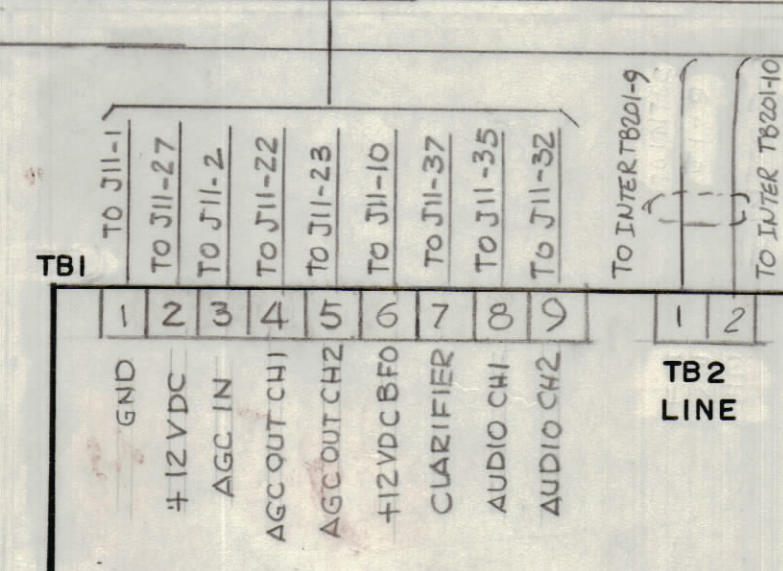 TO J11-1
TO J11-27
TO J11-2
TO J11-22
TO J11-23
TO J11-10
TO J11-37
TO J11-35
TO J11-32
TO INTER TB201-9
TO INTER TB201-10
TB1
1 2 3 4 5 6 7 8 9
1 2
GND
+12VDC
AGC IN
AGC OUT CH1
AGC OUT CH2
+12VDC BFO
CLARIFIER
AUDIO CH1
AUDIO CH2
TB2
LINE